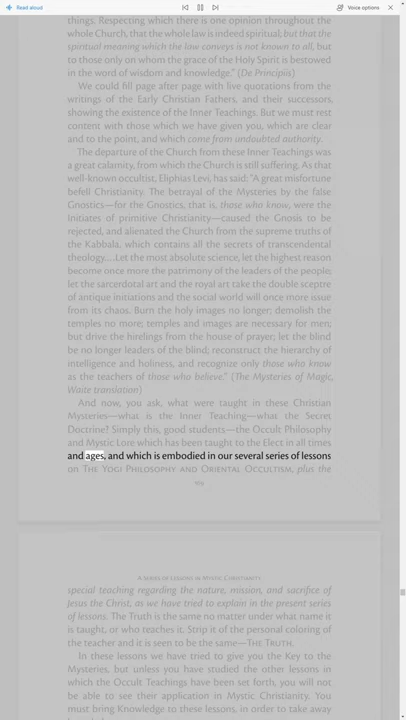 Read aloud
Voice options
things. Respecting which there is one opinion throughout the
whole Church, that the whole law is indeed spiritual, but that the
spiritual meaning which the law conveys is not known to all, but
to those only on whom the grace of the Holy Spirit is bestowed
in the word of wisdom and knowledge." (De Principiis)
We could fill page after page with live quotations from the
writings of the Early Christian Fathers, and their successors,
showing the existence of the Inner Teachings. But we must rest
content with those which we have given you, which are clear
and to the point, and which come from undoubted authority.
The departure of the Church from these Inner Teachings was
a great calamity, from which the Church is still suffering. As that
well-known occultist, Eliphias Levi, has said: "A great misfortune
befell Christianity. The betrayal of the Mysteries by the false
Gnostics—for the Gnostics, that is, those who know, were the
Initiates of primitive Christianity—caused the Gnosis to be
rejected, and alienated the Church from the supreme truths of
the Kabbala, which contains all the secrets of transcendental
theology....Let the most absolute science, let the highest reason
become once more the patrimony of the leaders of the people;
let the sarcerdotal art and the royal art take the double sceptre
of antique initiations and the social world will once more issue
from its chaos. Burn the holy images no longer; demolish the
temples no more; temples and images are necessary for men;
but drive the hirelings from the house of prayer; let the blind
be no longer leaders of the blind; reconstruct the hierarchy of
intelligence and holiness, and recognize only those who know
as the teachers of those who believe." (The Mysteries of Magic,
Waite translation)
And now, you ask, what were taught in these Christian
Mysteries—what is the Inner Teaching—what the Secret
Doctrine? Simply this, good students—the Occult Philosophy
and Mystic Lore which has been taught to the Elect in all times
and ages, and which is embodied in our several series of lessons
on The Yogi Philosophy and Oriental Occultism, plus the
A Series of Lessons in Mystic Christianity
special teaching regarding the nature, mission, and sacrifice of
Jesus the Christ, as we have tried to explain in the present series
of lessons. The Truth is the same no matter under what name it
is taught, or who teaches it. Strip it of the personal coloring of
the teacher and it is seen to be the same—The Truth.
In these lessons we have tried to give you the Key to the
Mysteries, but unless you have studied the other lessons in
which the Occult Teachings have been set forth, you will not
be able to see their application in Mystic Christianity. You
must bring Knowledge to these lessons, in order to take away